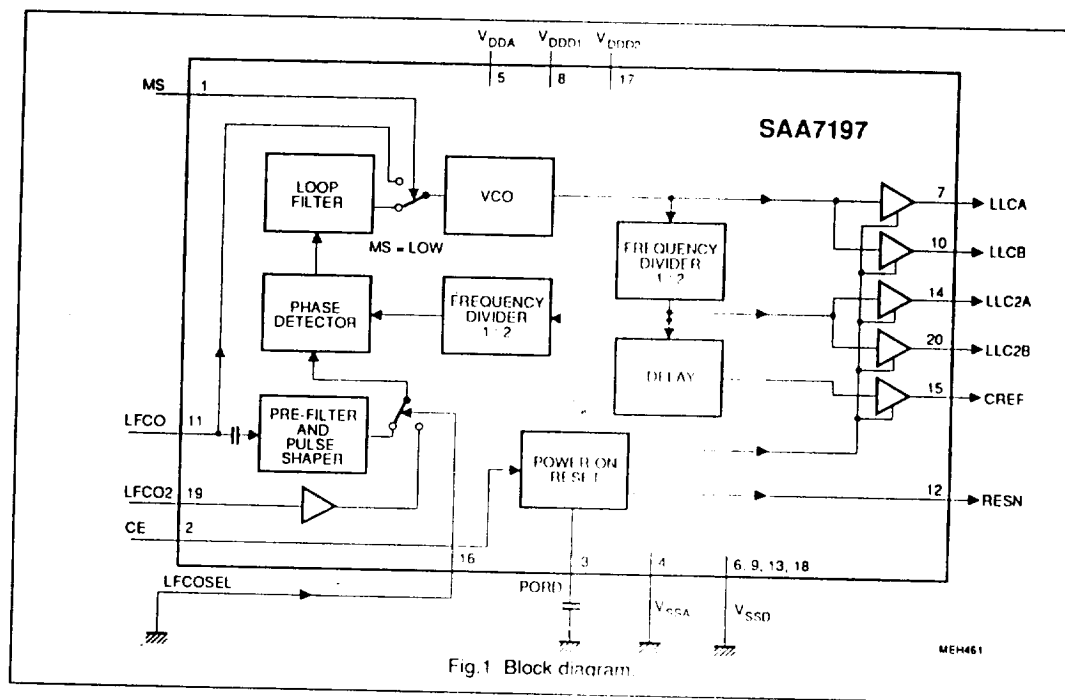 VDDA VDDD1 VDDD2
5 8 17
MS 1
SAA7197
LOOP FILTER
VCO
MS = LOW
FREQUENCY DIVIDER 1 : 2
PHASE DETECTOR
FREQUENCY DIVIDER 1 : 2
DELAY
7 LLCA
10 LLCB
14 LLC2A
20 LLC2B
15 CREF
LFCO 11
PRE-FILTER AND PULSE SHAPER
POWER ON RESET
12 RESN
LFCO2 19
CE 2
16 3 4 6, 9, 13, 18
LFCOSEL
PORD
VSSA
VSSD
MEH461
Fig.1 Block diagram.